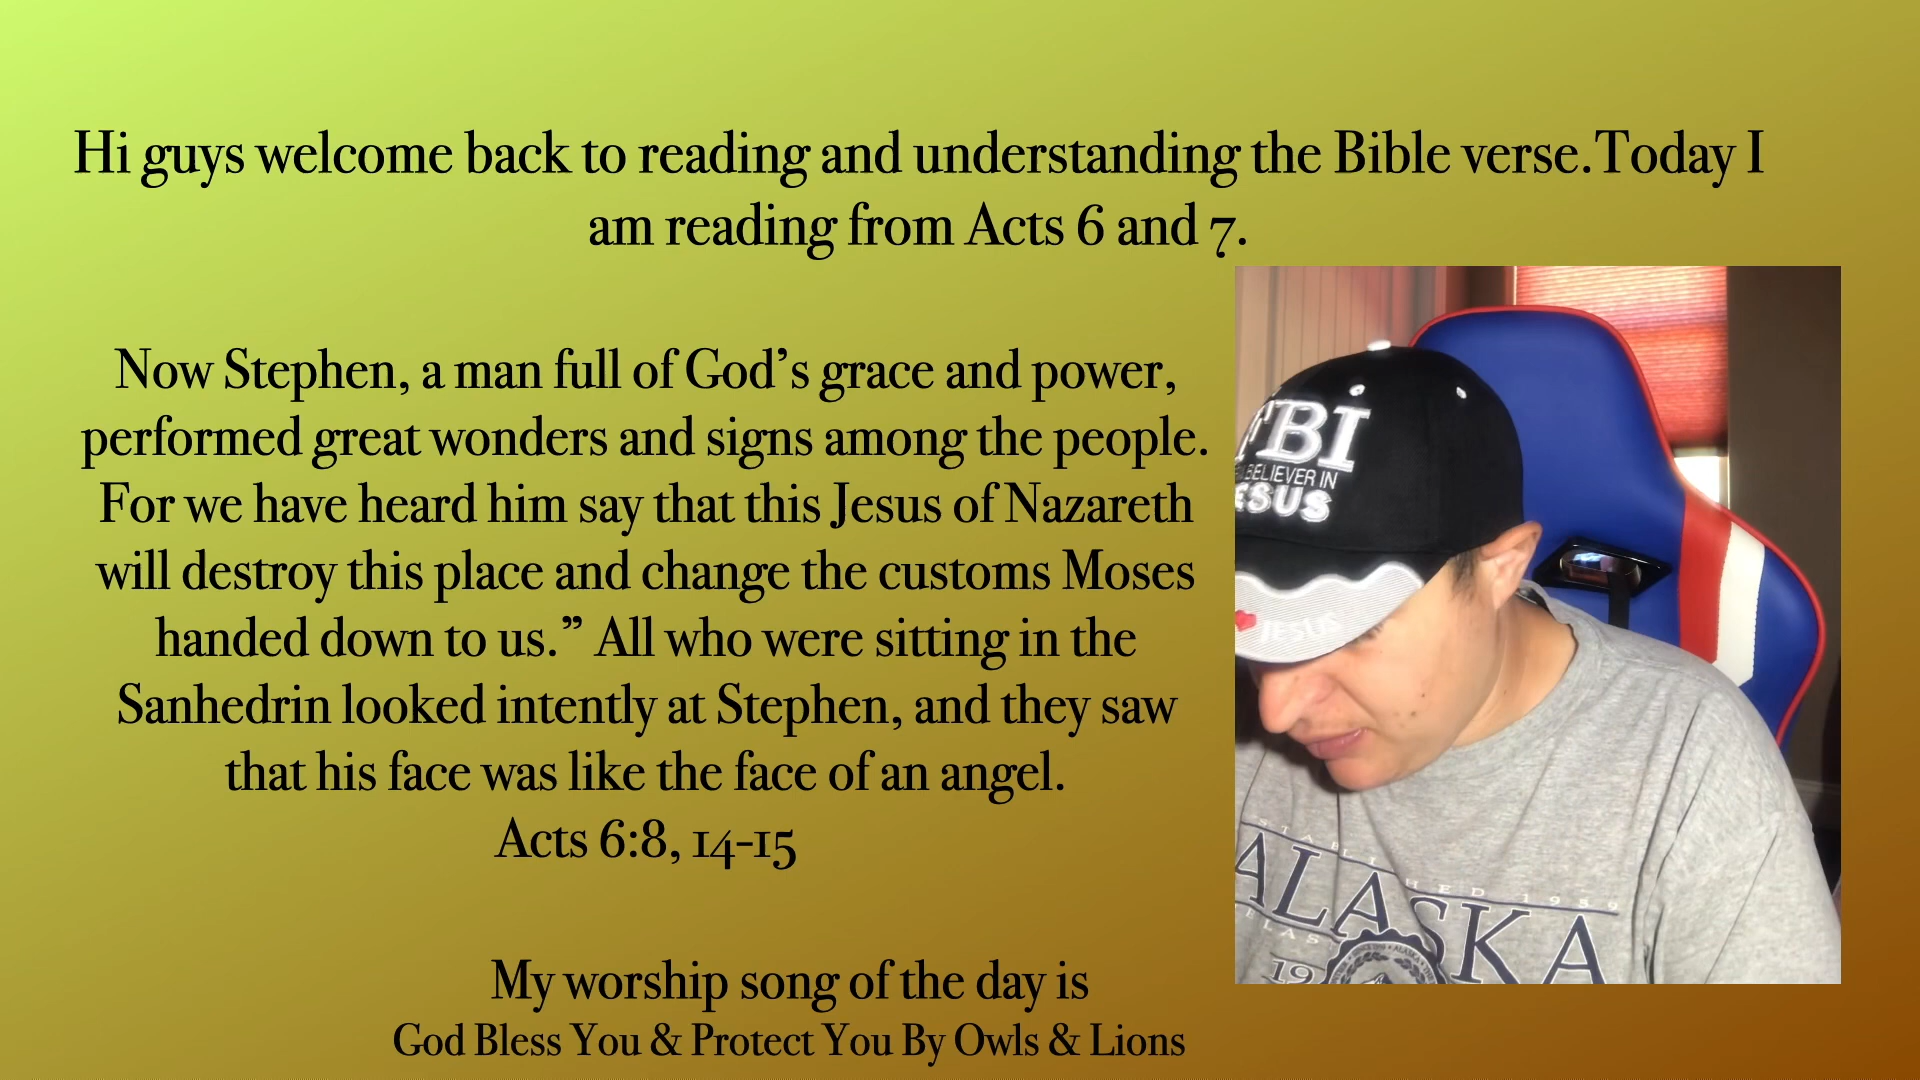 Hi guys welcome back to reading and understanding the Bible verse. Today I
am reading from Acts 6 and 7.
Now Stephen, a man full of God’s grace and power,
performed great wonders and signs among the people.
For we have heard him say that this Jesus of Nazareth
will destroy this place and change the customs Moses
handed down to us.” All who were sitting in the
Sanhedrin looked intently at Stephen, and they saw
that his face was like the face of an angel.
Acts 6:8, 14-15
My worship song of the day is
God Bless You & Protect You By Owls & Lions
FBI
BELIEVER IN
ESUS
JESUS
ALASKA
19